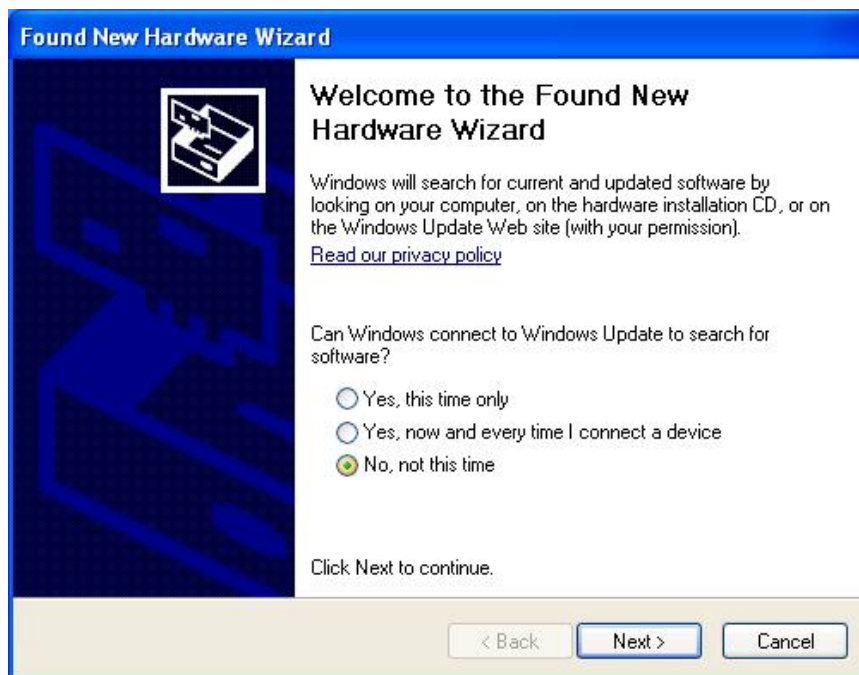 Found New Hardware Wizard
Welcome to the Found New
Hardware Wizard
Windows will search for current and updated software by
looking on your computer, on the hardware installation CD, or on
the Windows Update Web site (with your permission).
Read our privacy policy
Can Windows connect to Windows Update to search for
software?
Yes, this time only
Yes, now and every time I connect a device
No, not this time
Click Next to continue.
< Back Next > Cancel